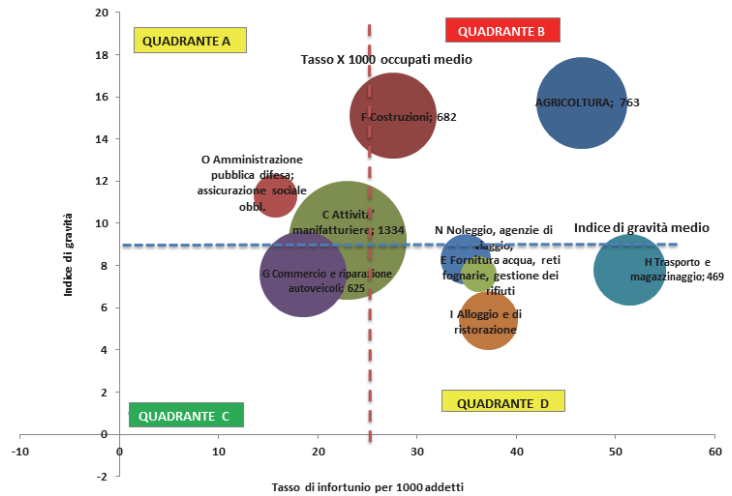 20
18
16
14
12
10
8
6
4
2
0
-2
-10
0
10
20
30
40
50
60
Indice di gravità
Tasso di infortunio per 1000 addetti
QUADRANTE A
QUADRANTE B
Tasso X 1000 occupati medio
AGRICOLTURA; 763
F Costruzioni; 682
O Amministrazione
pubblica difesa;
assicurazione sociale
obbl.
C Attivita'
manifatturiere; 1334
N Noleggio, agenzie di
viaggio,
Indice di gravità medio
E Fornitura acqua, reti
fognarie, gestione dei
rifiuti
H Trasporto e
magazzinaggio; 469
G Commercio e riparazione
autoveicoli; 625
I Alloggio e di
ristorazione
QUADRANTE C
QUADRANTE D